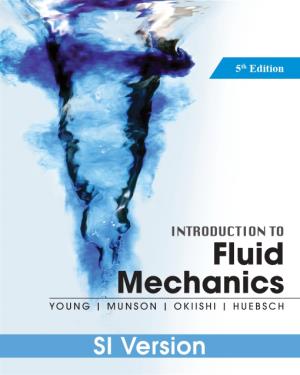 5th Edition
INTRODUCTION TO
Fluid
Mechanics
YOUNG | MUNSON | OKIISHI | HUEBSCH
SI Version